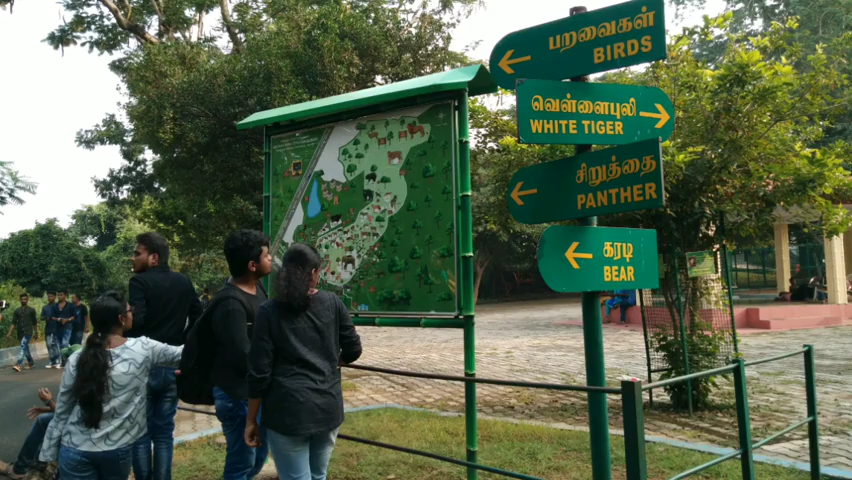 பறவைகள்
BIRDS
வெள்ளைபுலி
WHITE TIGER
சிறுத்தை
PANTHER
கரடி
BEAR